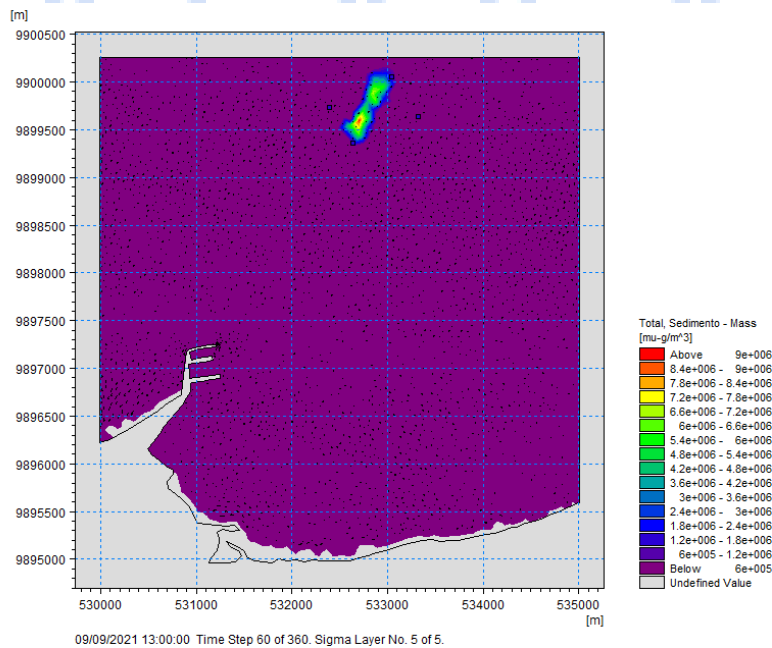 [m]
9900500
9900000
9899500
9899000
9898500
9898000
9897500
9897000
9896500
9896000
9895500
9895000
530000 531000 532000 533000 534000 535000
[m]
Total, Sedimento - Mass
[mu-g/m^3]
Above 9e+006
8.4e+006 - 9e+006
7.8e+006 - 8.4e+006
7.2e+006 - 7.8e+006
6.6e+006 - 7.2e+006
6e+006 - 6.6e+006
5.4e+006 - 6e+006
4.8e+006 - 5.4e+006
4.2e+006 - 4.8e+006
3.6e+006 - 4.2e+006
3e+006 - 3.6e+006
2.4e+006 - 3e+006
1.8e+006 - 2.4e+006
1.2e+006 - 1.8e+006
6e+005 - 1.2e+006
Below 6e+005
Undefined Value
09/09/2021 13:00:00 Time Step 60 of 360. Sigma Layer No. 5 of 5.